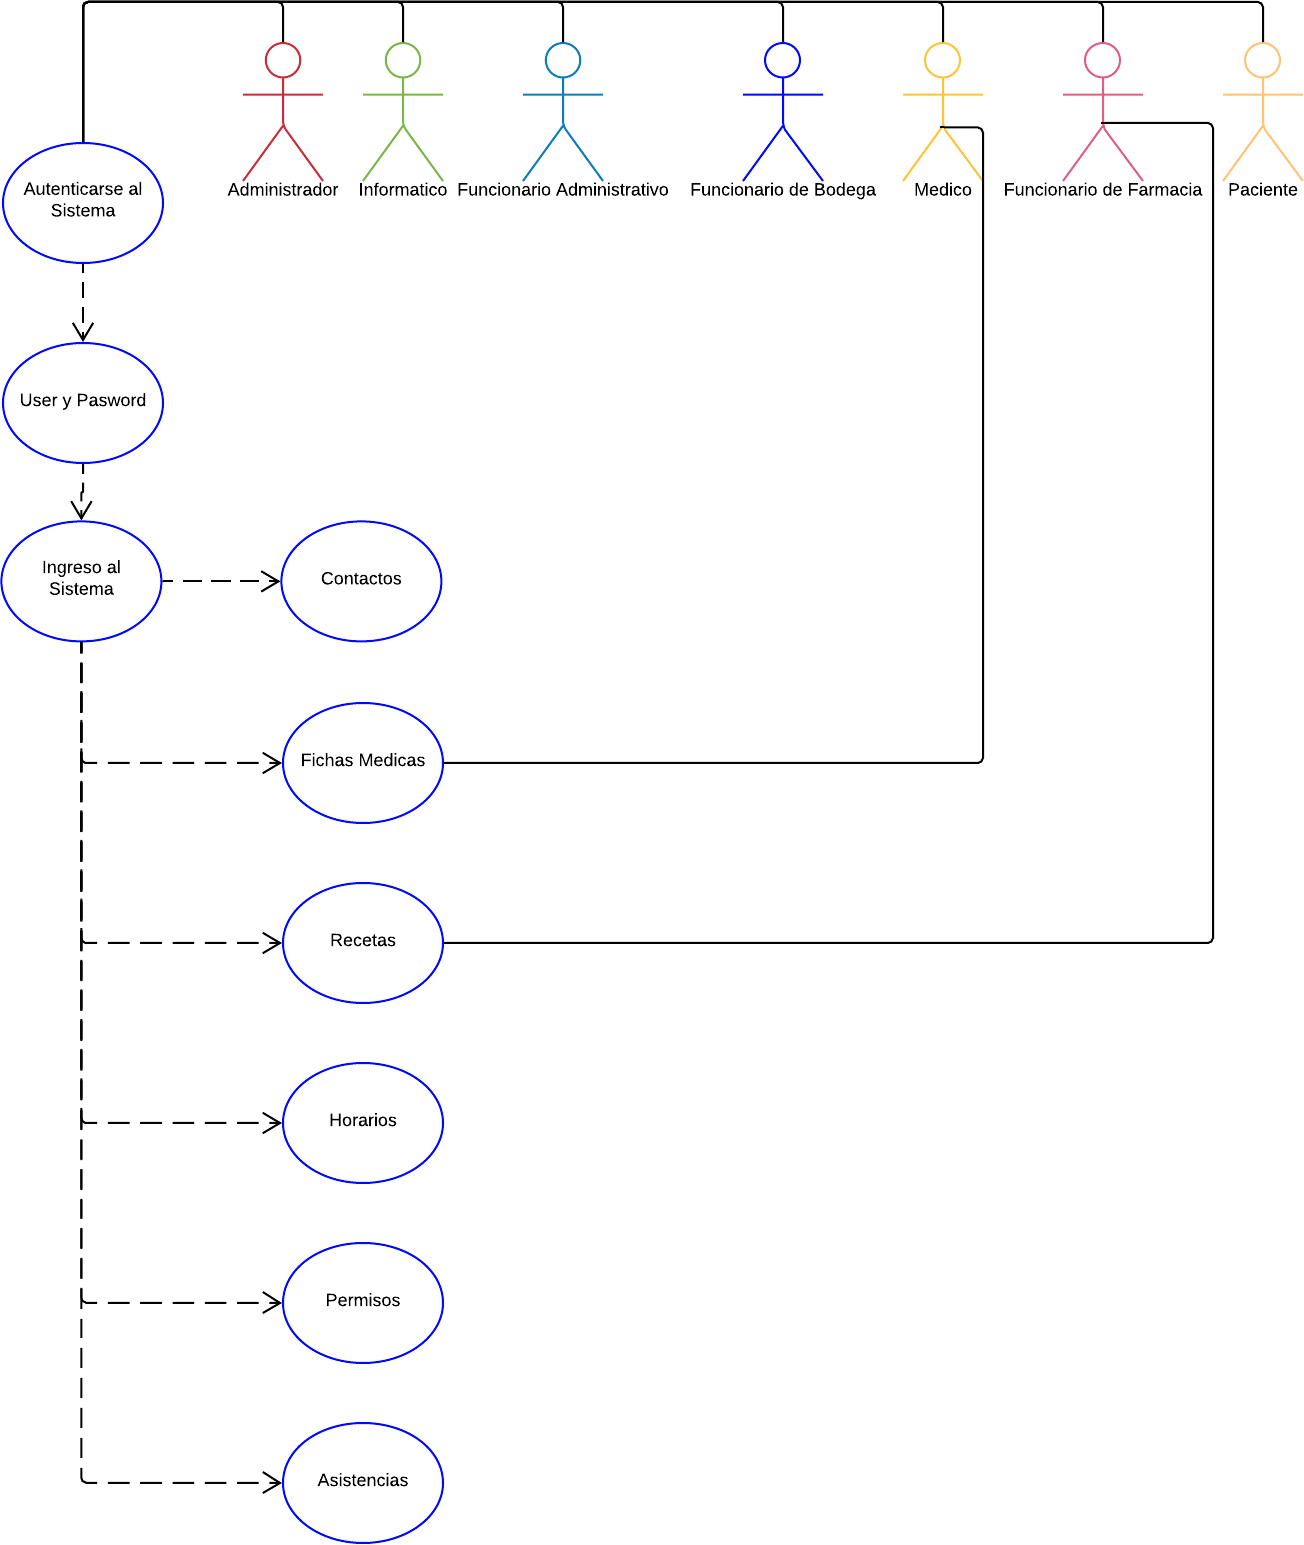 Autenticarse al
Sistema
Administrador
Informatico
Funcionario Administrativo
Funcionario de Bodega
Medico
Funcionario de Farmacia
Paciente
User y Pasword
Ingreso al
Sistema
Contactos
Fichas Medicas
Recetas
Horarios
Permisos
Asistencias